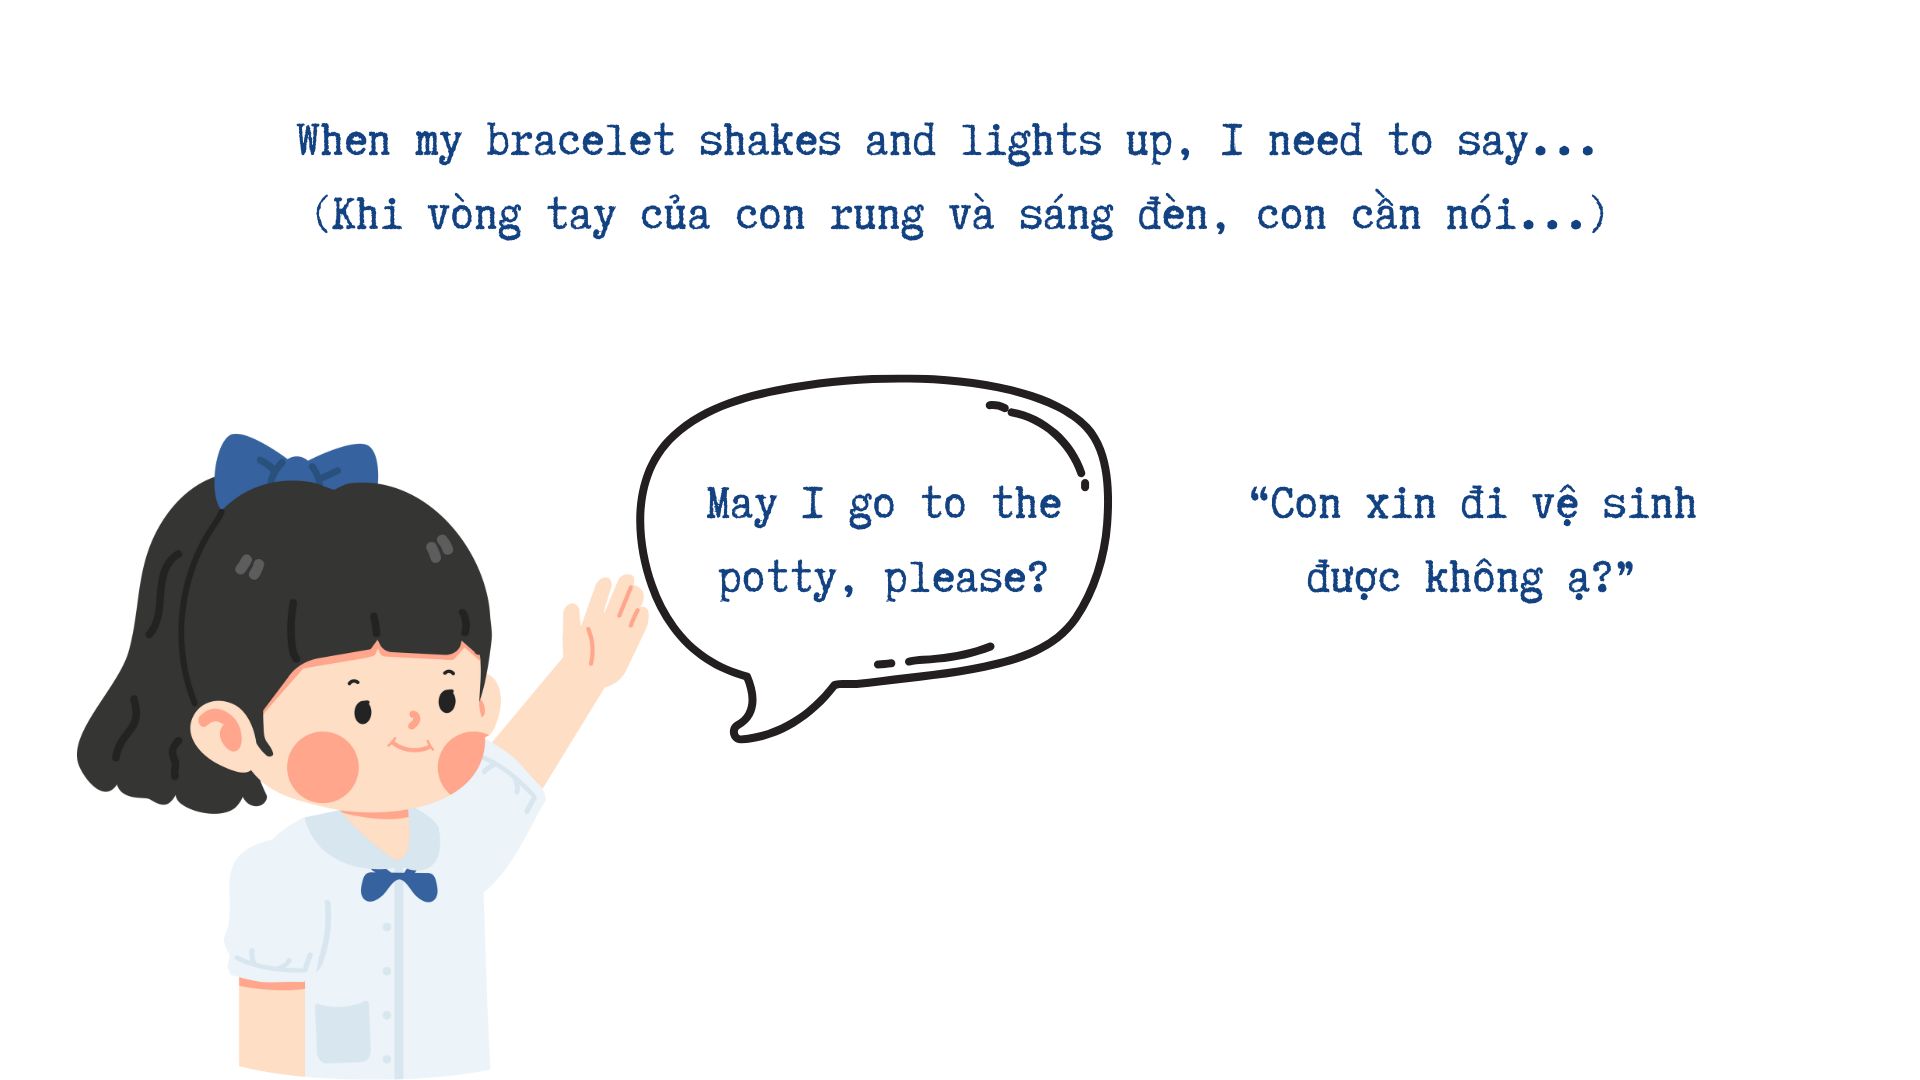 When my bracelet shakes and lights up, I need to say...
(Khi vòng tay của con rung và sáng đèn, con cần nói...)
May I go to the
potty, please?
“Con xin đi vệ sinh
được không ạ?”